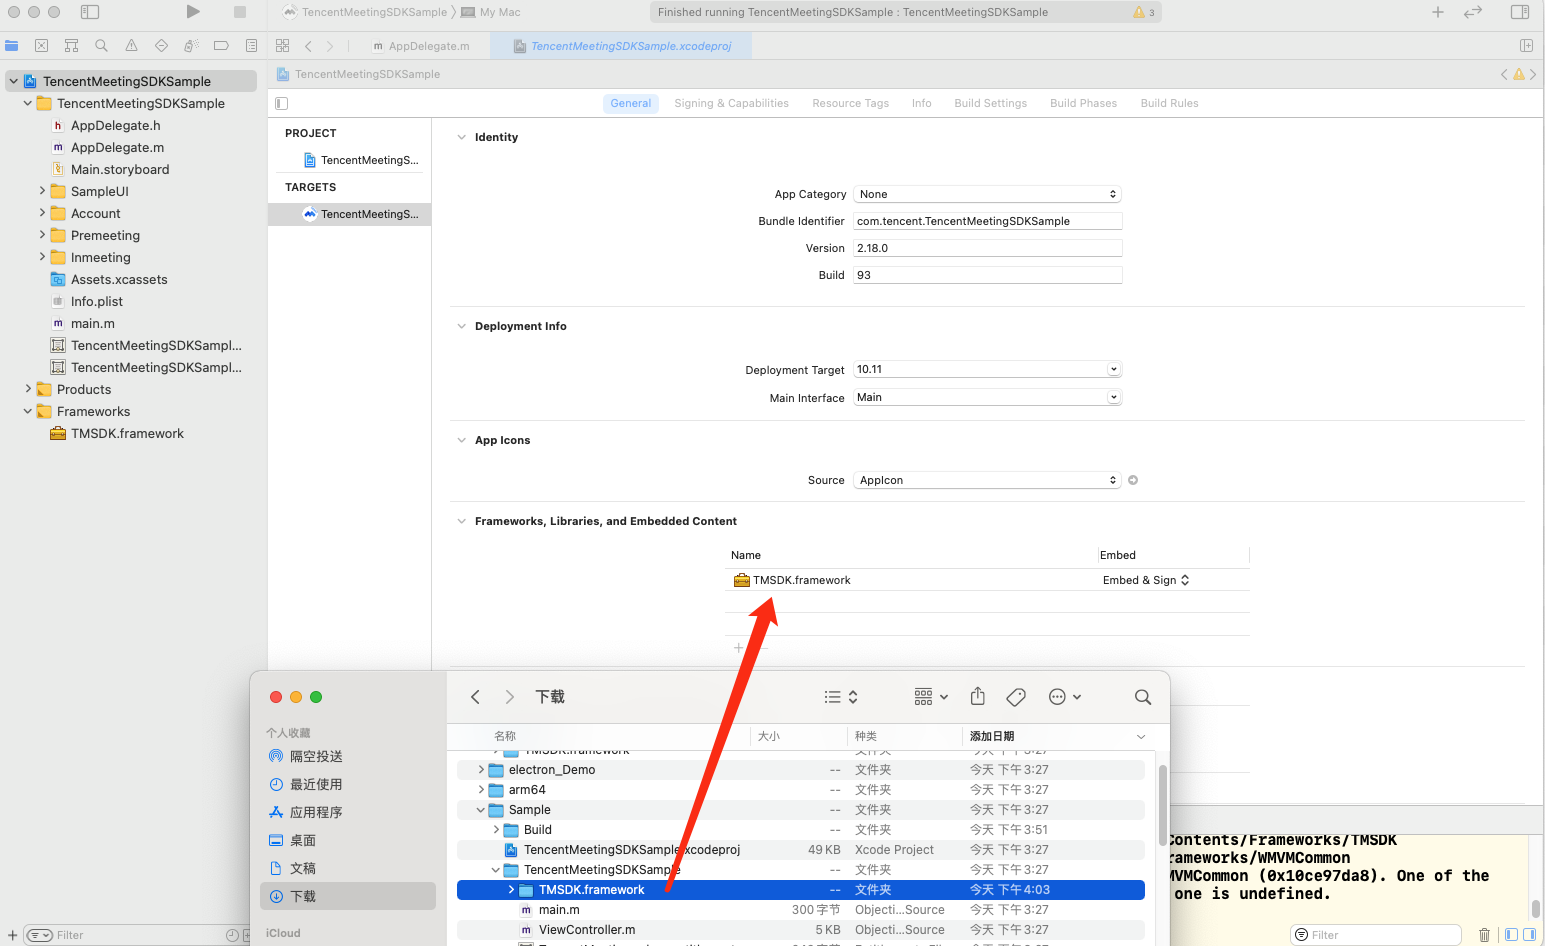 TencentMeetingSDKSample 〉 My Mac
Finished running TencentMeetingSDKSample : TencentMeetingSDKSample
3
AppDelegate.m
TencentMeetingSDKSample.xcodeproj
TencentMeetingSDKSample
TencentMeetingSDKSample
TencentMeetingSDKSample
AppDelegate.h
AppDelegate.m
Main.storyboard
SampleUI
Account
Premeeting
Inmeeting
Assets.xcassets
Info.plist
main.m
TencentMeetingSDKSampl...
TencentMeetingSDKSampl...
Products
Frameworks
TMSDK.framework
Filter
General Signing & Capabilities Resource Tags Info Build Settings Build Phases Build Rules
PROJECT
TencentMeetingS...
TARGETS
TencentMeetingS...
Identity
App Category None
Bundle Identifier com.tencent.TencentMeetingSDKSample
Version 2.18.0
Build 93
Deployment Info
Deployment Target 10.11
Main Interface Main
App Icons
Source AppIcon
Frameworks, Libraries, and Embedded Content
Name Embed
TMSDK.framework Embed & Sign
下载
个人收藏
隔空投送
最近使用
应用程序
桌面
文稿
下载
iCloud
名称 大小 种类 添加日期
TMSDK.framework -- 文件夹 今天 下午3:27
electron_Demo -- 文件夹 今天 下午3:27
arm64 -- 文件夹 今天 下午3:27
Sample -- 文件夹 今天 下午3:27
Build -- 文件夹 今天 下午3:51
TencentMeetingSDKSample.xcodeproj 49 KB Xcode Project 今天 下午3:27
TencentMeetingSDKSample -- 文件夹 今天 下午3:27
TMSDK.framework -- 文件夹 今天 下午4:03
main.m 300 字节 Objecti...Source 今天 下午3:27
ViewController.m 5 KB Objecti...Source 今天 下午3:27
Contents/Frameworks/TMSDK
rameworks/WMVMCommon
MVMCommon (0x10ce97da8). One of the
one is undefined.
Filter